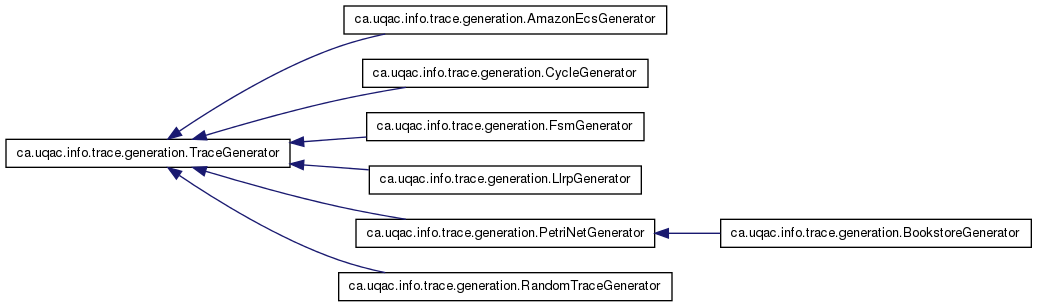 ca.uqac.info.trace.generation.AmazonEcsGenerator
ca.uqac.info.trace.generation.CycleGenerator
ca.uqac.info.trace.generation.FsmGenerator
ca.uqac.info.trace.generation.TraceGenerator
ca.uqac.info.trace.generation.LlrpGenerator
ca.uqac.info.trace.generation.PetriNetGenerator
ca.uqac.info.trace.generation.BookstoreGenerator
ca.uqac.info.trace.generation.RandomTraceGenerator